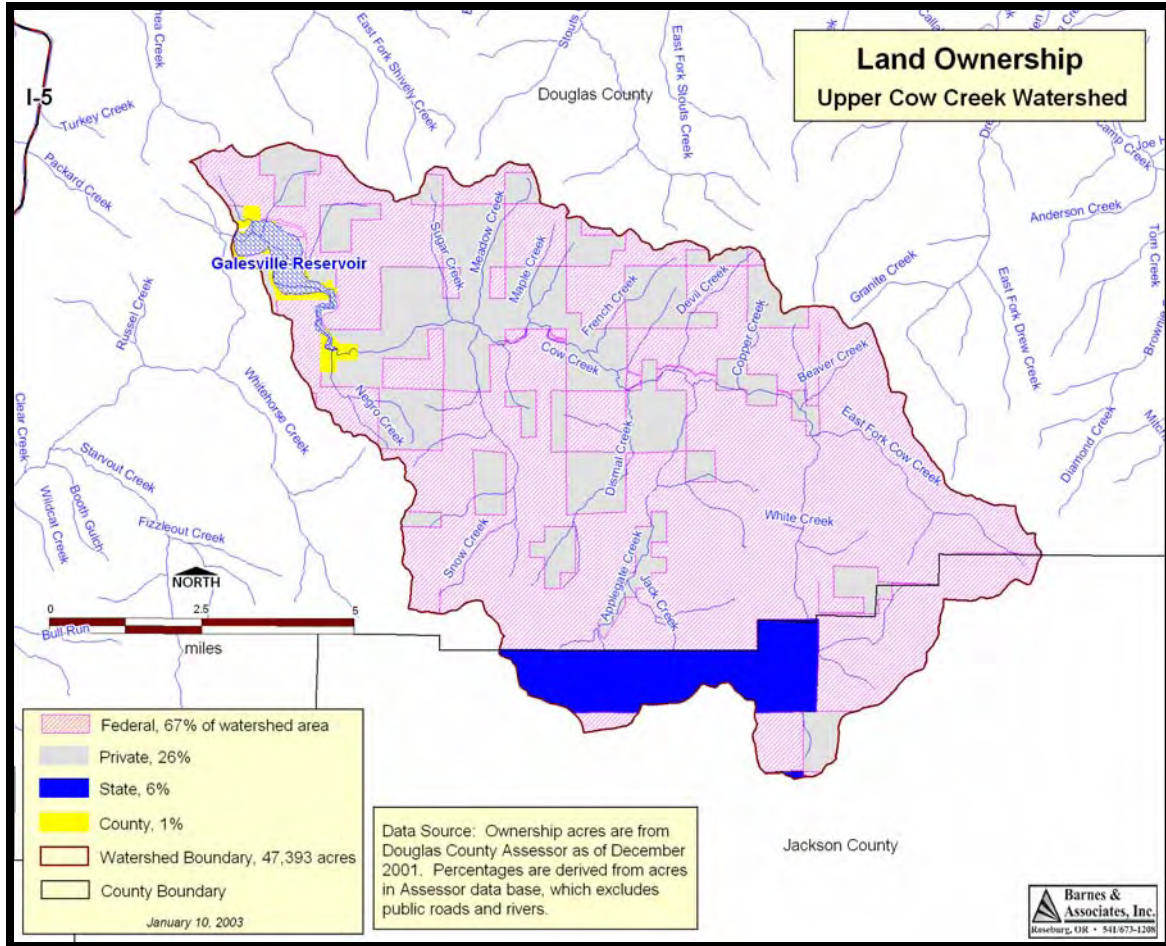 Land Ownership
Upper Cow Creek Watershed
I-5
Turkey Creek
Packard Creek
East Fork Shively Creek
Stouts
East Fork Stouts Creek
Douglas County
Camp Creek
Anderson Creek
Tom Creek
Granite Creek
East Fork Drew Creek
Diamond Creek
Galesville Reservoir
Sugar Creek
Meadow Creek
Maple Creek
French Creek
Devil Creek
Copper Creek
Beaver Creek
Cow Creek
East Fork Cow Creek
Negro Creek
Dismal Creek
White Creek
Snow Creek
Applegate Creek
Jack Creek
Russel Creek
Whitehorse Creek
Clear Creek
Starvout Creek
Booth Gulch
Wildcat Creek
Fizzleout Creek
NORTH
0 2.5 5
miles
Bull Run
Federal, 67% of watershed area
Private, 26%
State, 6%
County, 1%
Watershed Boundary, 47,393 acres
County Boundary
January 10, 2003
Data Source: Ownership acres are from
Douglas County Assessor as of December
2001. Percentages are derived from acres
in Assessor data base, which excludes
public roads and rivers.
Jackson County
Barnes &
Associates, Inc.
Roseburg, OR • 541/673-1208